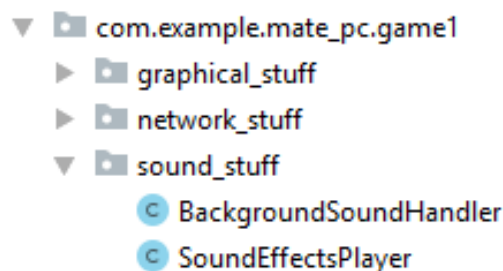 com.example.mate_pc.game1
graphical_stuff
network_stuff
sound_stuff
C BackgroundSoundHandler
C SoundEffectsPlayer